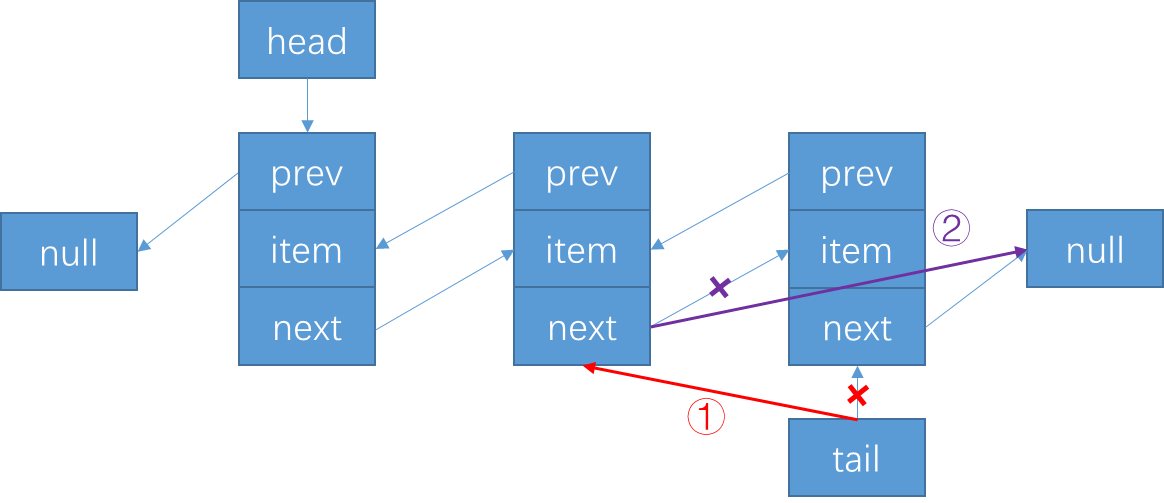 head
prev
prev
prev
null
item
item
item
②
null
next
next
next
①
tail